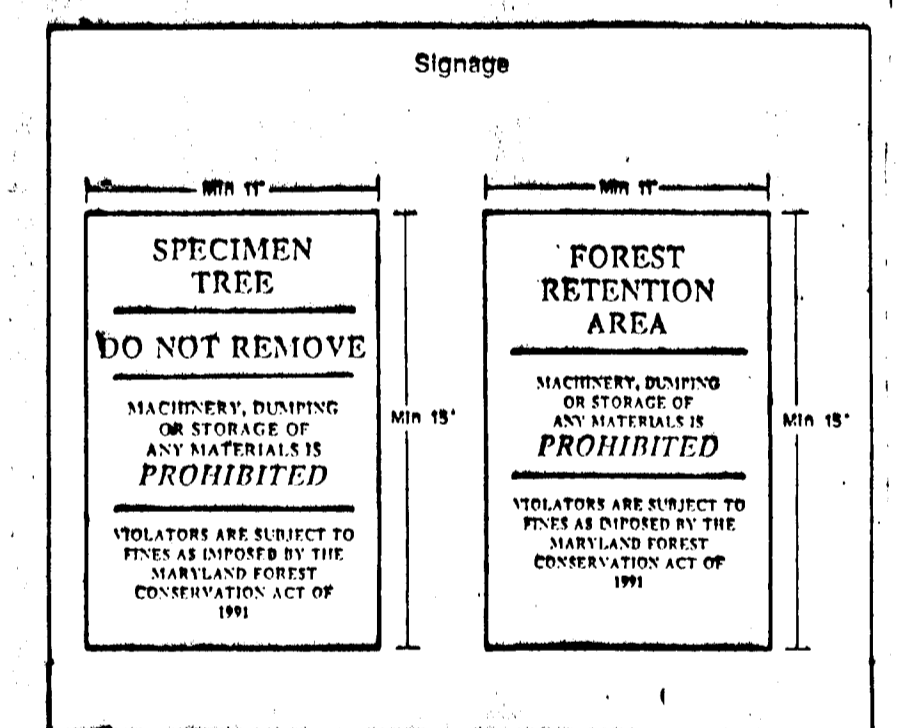 Signage
Min 11"
Min 11"
SPECIMEN
TREE
DO NOT REMOVE
MACHINERY, DUMPING
OR STORAGE OF
ANY MATERIALS IS
PROHIBITED
VIOLATORS ARE SUBJECT TO
FINES AS IMPOSED BY THE
MARYLAND FOREST
CONSERVATION ACT OF
1991
Min 15"
FOREST
RETENTION
AREA
MACHINERY, DUMPING
OR STORAGE OF
ANY MATERIALS IS
PROHIBITED
VIOLATORS ARE SUBJECT TO
FINES AS IMPOSED BY THE
MARYLAND FOREST
CONSERVATION ACT OF
1991
Min 15"